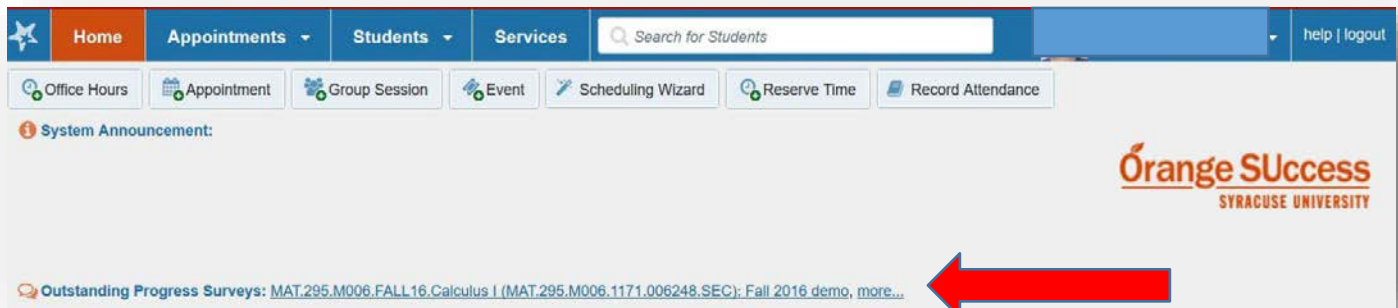 Home Appointments Students Services Search for Students help | logout
Office Hours Appointment Group Session Event Scheduling Wizard Reserve Time Record Attendance
System Announcement:
Orange SUccess
SYRACUSE UNIVERSITY
Outstanding Progress Surveys: MAT.295.M006.FALL16.Calculus I (MAT.295.M006.1171.006248.SEC): Fall 2016 demo, more...